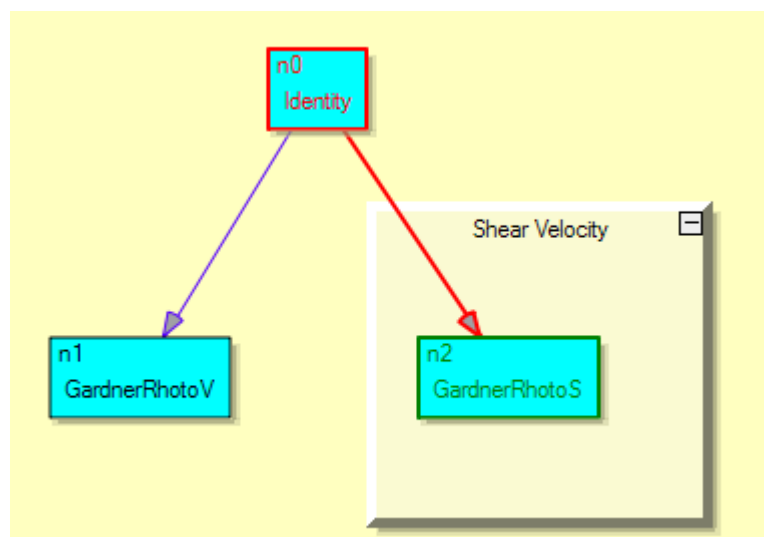 n0
Identity
Shear Velocity
n1
GardnerRhotoV
n2
GardnerRhotoS